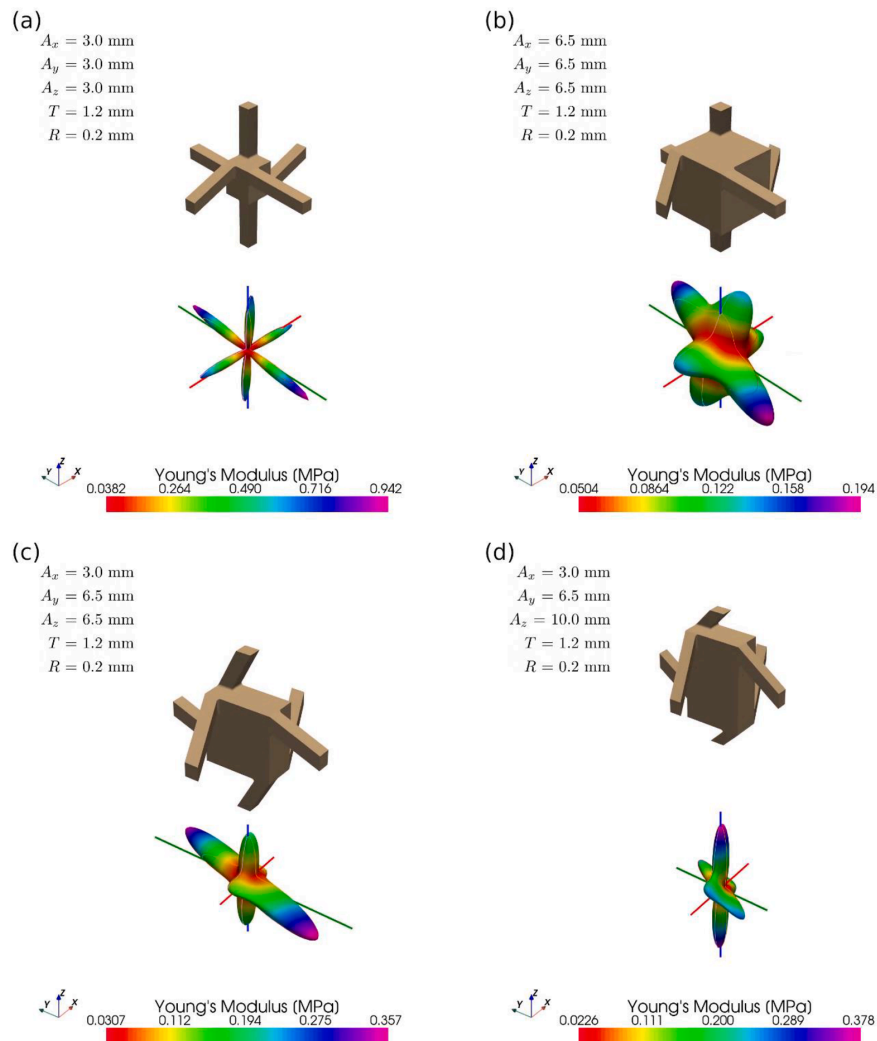 (a)
A_x = 3.0 mm
A_y = 3.0 mm
A_z = 3.0 mm
T = 1.2 mm
R = 0.2 mm
Z
Y X
Young's Modulus [MPa]
0.0382 0.264 0.490 0.716 0.942
(b)
A_x = 6.5 mm
A_y = 6.5 mm
A_z = 6.5 mm
T = 1.2 mm
R = 0.2 mm
Z
Y X
Young's Modulus [MPa]
0.0504 0.0864 0.122 0.158 0.194
(c)
A_x = 3.0 mm
A_y = 6.5 mm
A_z = 6.5 mm
T = 1.2 mm
R = 0.2 mm
Z
Y X
Young's Modulus [MPa]
0.0307 0.112 0.194 0.275 0.357
(d)
A_x = 3.0 mm
A_y = 6.5 mm
A_z = 10.0 mm
T = 1.2 mm
R = 0.2 mm
Z
Y X
Young's Modulus [MPa]
0.0226 0.111 0.200 0.289 0.378